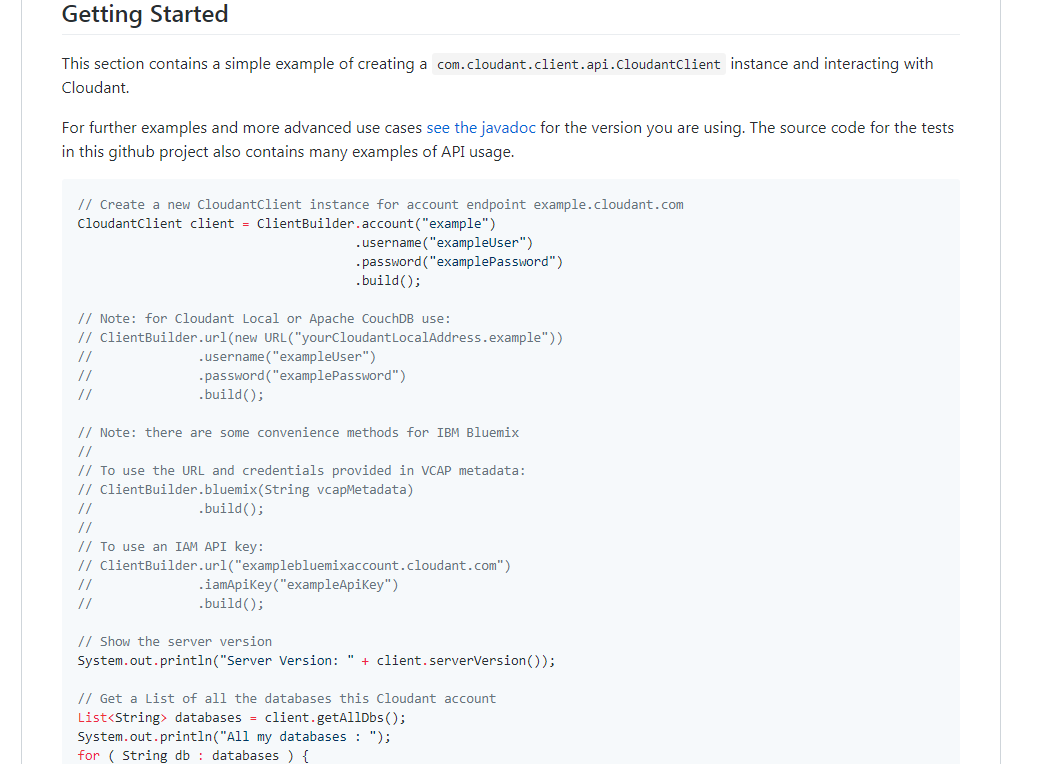 Getting Started
This section contains a simple example of creating a com.cloudant.client.api.CloudantClient instance and interacting with
Cloudant.
For further examples and more advanced use cases see the javadoc for the version you are using. The source code for the tests
in this github project also contains many examples of API usage.
// Create a new CloudantClient instance for account endpoint example.cloudant.com
CloudantClient client = ClientBuilder.account("example")
                                     .username("exampleUser")
                                     .password("examplePassword")
                                     .build();
// Note: for Cloudant Local or Apache CouchDB use:
// ClientBuilder.url(new URL("yourCloudantLocalAddress.example"))
//              .username("exampleUser")
//              .password("examplePassword")
//              .build();
// Note: there are some convenience methods for IBM Bluemix
//
// To use the URL and credentials provided in VCAP metadata:
// ClientBuilder.bluemix(String vcapMetadata)
//              .build();
//
// To use an IAM API key:
// ClientBuilder.url("examplebluemixaccount.cloudant.com")
//              .iamApiKey("exampleApiKey")
//              .build();
// Show the server version
System.out.println("Server Version: " + client.serverVersion());
// Get a List of all the databases this Cloudant account
List<String> databases = client.getAllDbs();
System.out.println("All my databases : ");
for ( String db : databases ) {